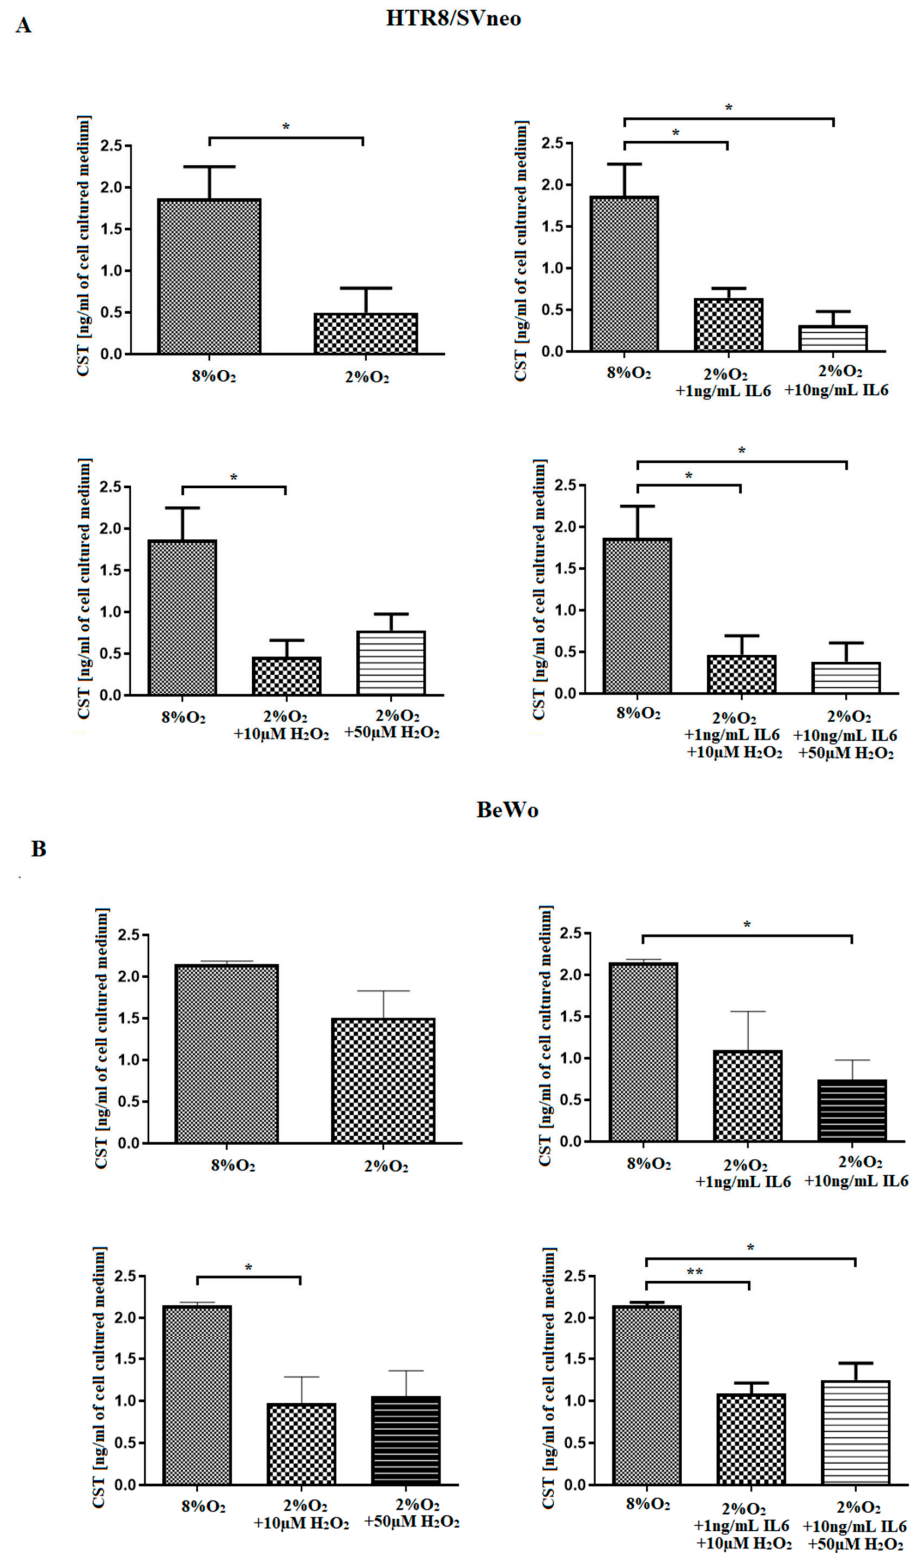 HTR8/SVneo
A
CST [ng/ml of cell cultured medium]
2.5
2.0
1.5
1.0
0.5
0.0
*
8%O₂
2%O₂
CST [ng/ml of cell cultured medium]
2.5
2.0
1.5
1.0
0.5
0.0
*
*
8%O₂
2%O₂
+1ng/mL IL6
2%O₂
+10ng/mL IL6
CST [ng/ml of cell cultured medium]
2.5
2.0
1.5
1.0
0.5
0.0
*
8%O₂
2%O₂
+10µM H₂O₂
2%O₂
+50µM H₂O₂
CST [ng/ml of cell cultured medium]
2.5
2.0
1.5
1.0
0.5
0.0
*
*
8%O₂
2%O₂
+1ng/mL IL6
+10µM H₂O₂
2%O₂
+10ng/mL IL6
+50µM H₂O₂
BeWo
B
CST [ng/ml of cell cultured medium]
2.5
2.0
1.5
1.0
0.5
0.0
8%O₂
2%O₂
CST [ng/ml of cell cultured medium]
2.5
2.0
1.5
1.0
0.5
0.0
*
8%O₂
2%O₂
+1ng/mL IL6
2%O₂
+10ng/mL IL6
CST [ng/ml of cell cultured medium]
2.5
2.0
1.5
1.0
0.5
0.0
*
8%O₂
2%O₂
+10µM H₂O₂
2%O₂
+50µM H₂O₂
CST [ng/ml of cell cultured medium]
2.5
2.0
1.5
1.0
0.5
0.0
*
**
8%O₂
2%O₂
+1ng/mL IL6
+10µM H₂O₂
2%O₂
+10ng/mL IL6
+50µM H₂O₂